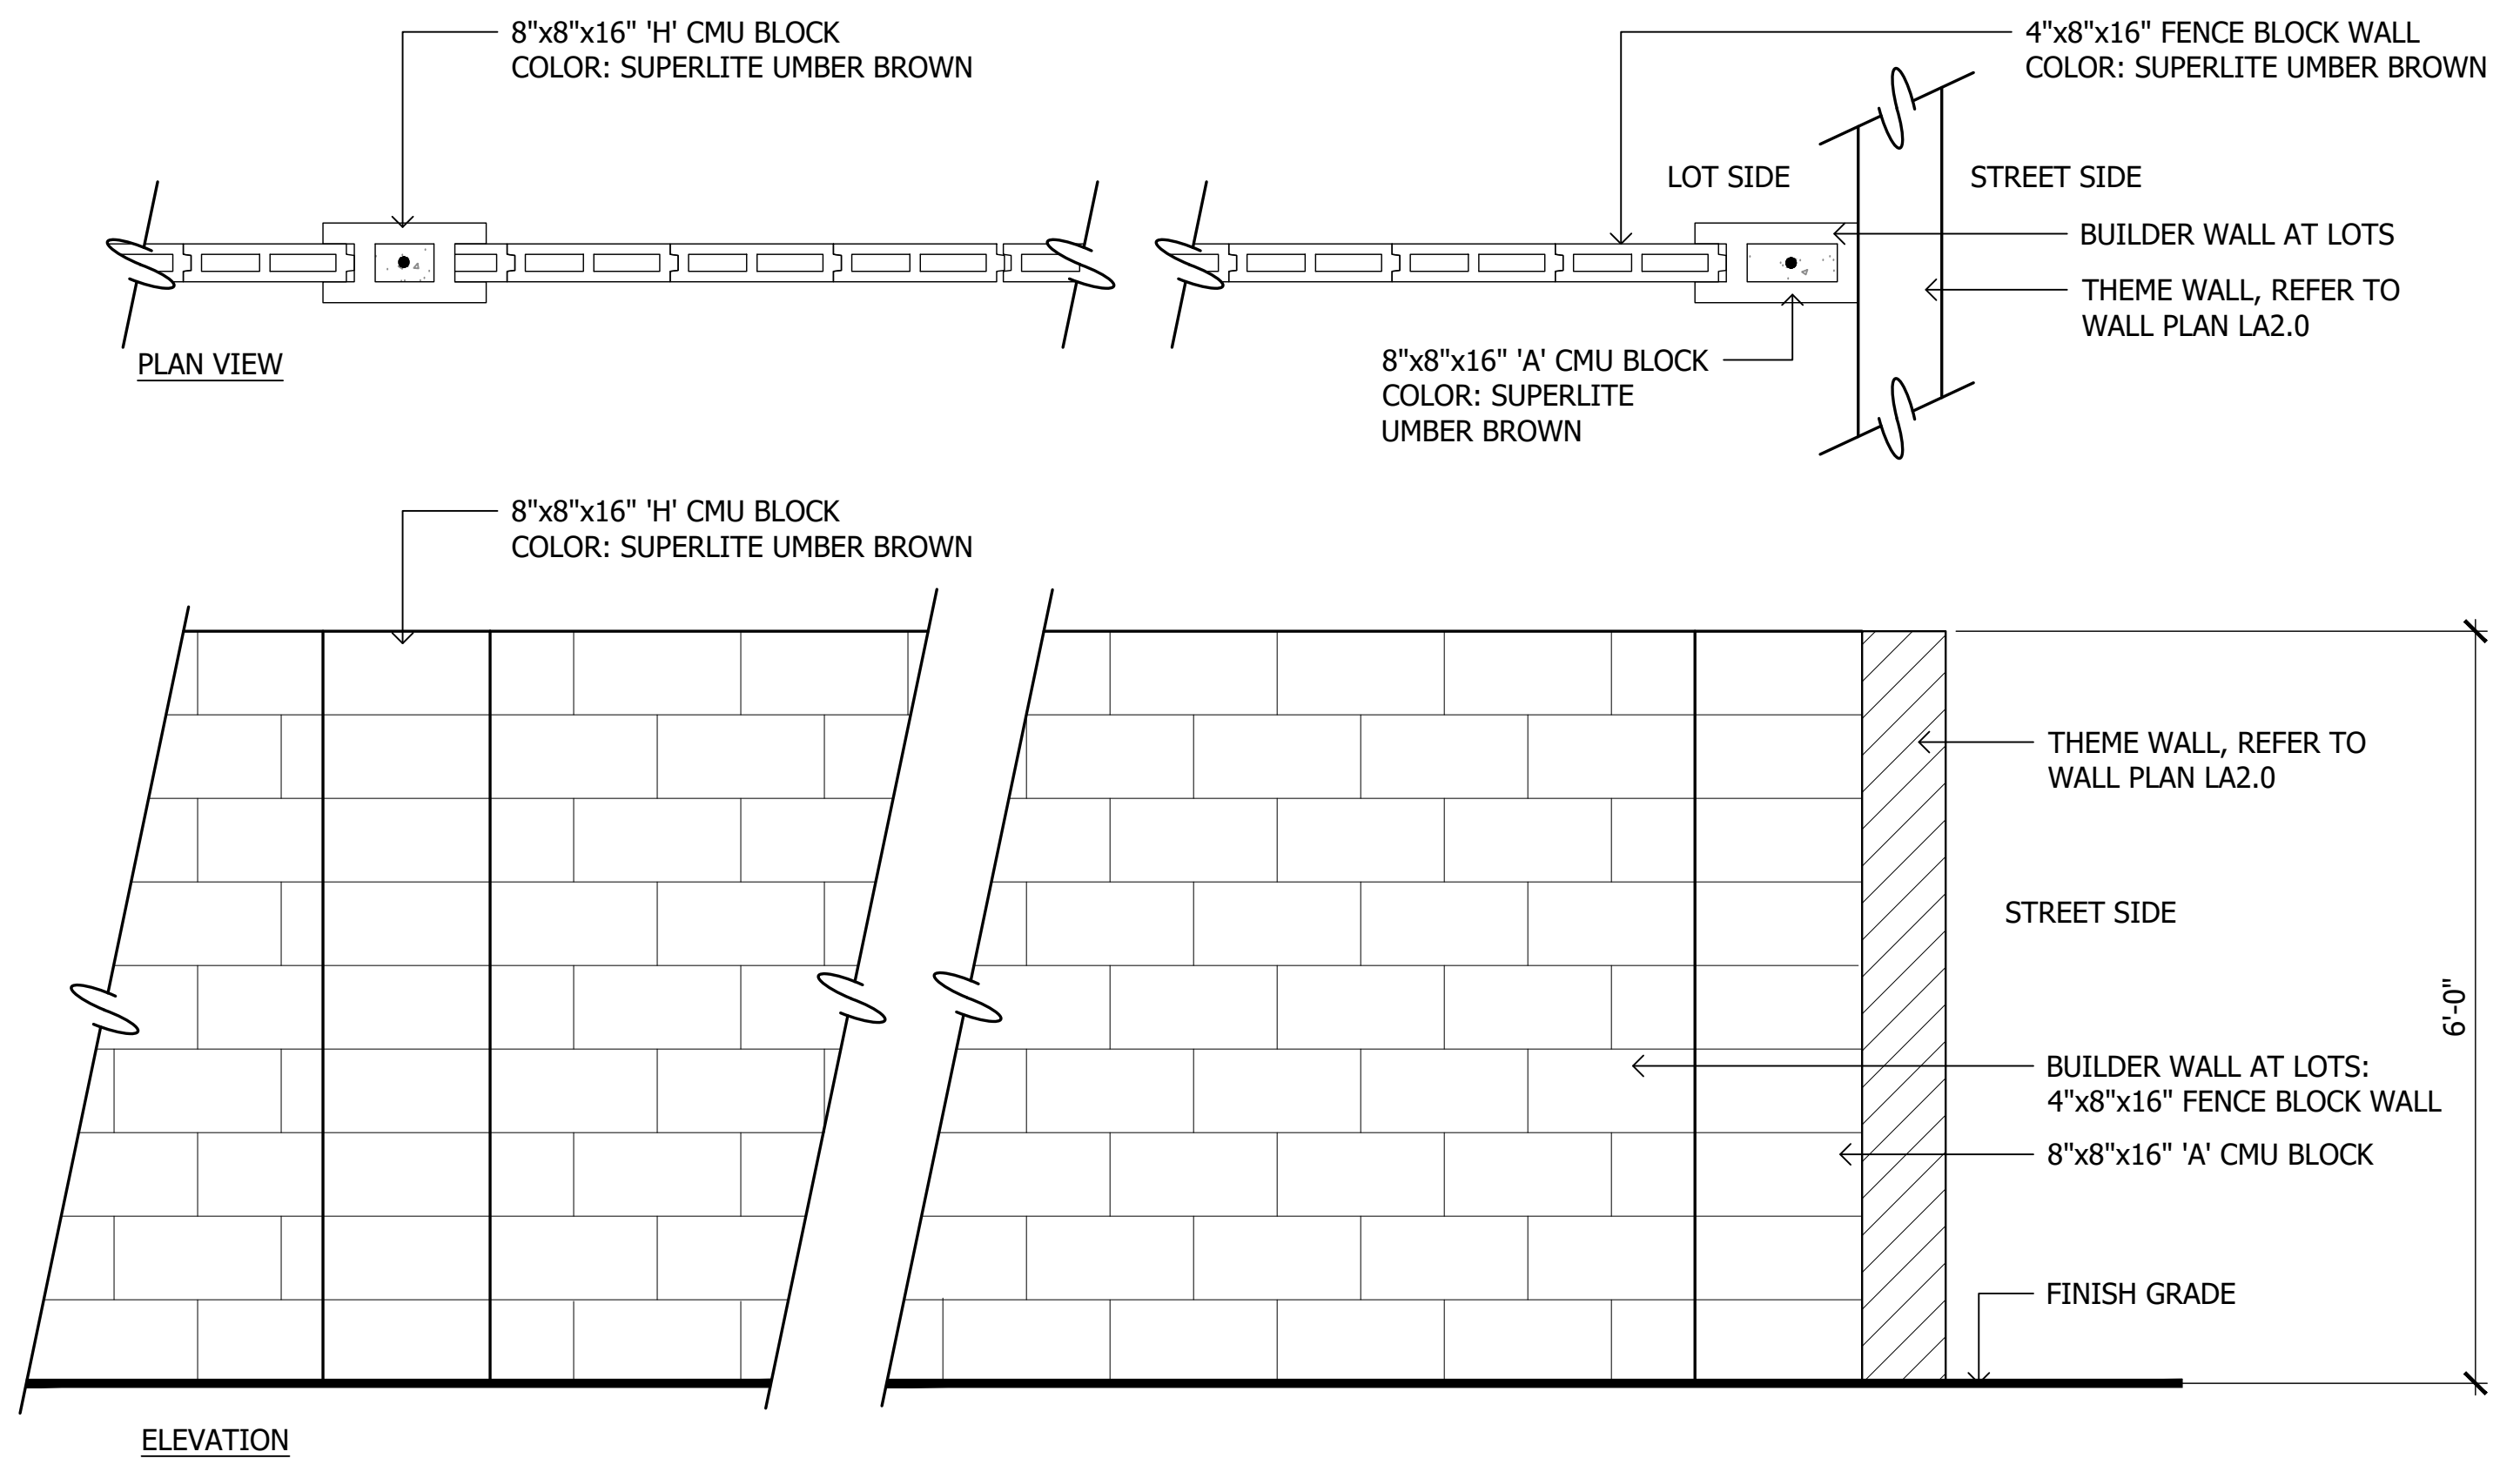 8"x8"x16" 'H' CMU BLOCK
COLOR: SUPERLITE UMBER BROWN
4"x8"x16" FENCE BLOCK WALL
COLOR: SUPERLITE UMBER BROWN
LOT SIDE
STREET SIDE
BUILDER WALL AT LOTS
THEME WALL, REFER TO
WALL PLAN LA2.0
PLAN VIEW
8"x8"x16" 'A' CMU BLOCK
COLOR: SUPERLITE
UMBER BROWN
8"x8"x16" 'H' CMU BLOCK
COLOR: SUPERLITE UMBER BROWN
THEME WALL, REFER TO
WALL PLAN LA2.0
STREET SIDE
6'-0"
BUILDER WALL AT LOTS:
4"x8"x16" FENCE BLOCK WALL
8"x8"x16" 'A' CMU BLOCK
FINISH GRADE
ELEVATION